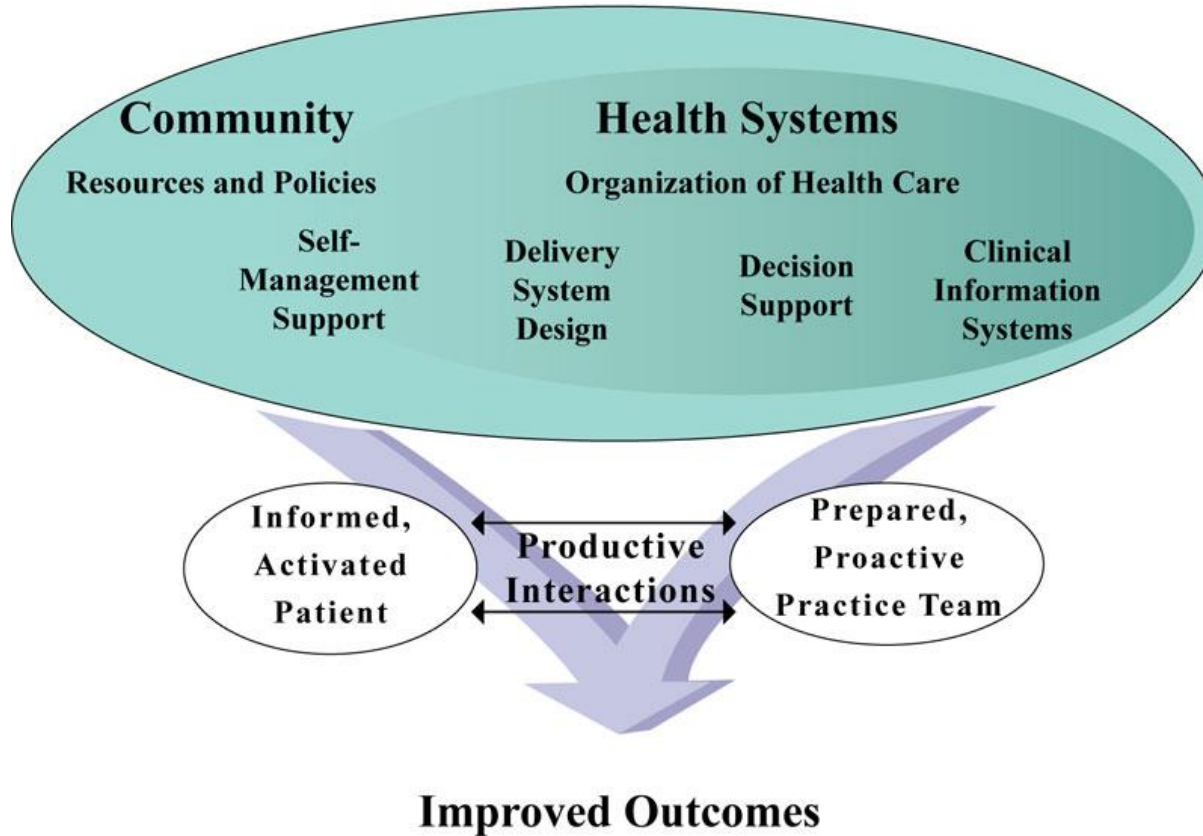 Community
Health Systems
Resources and Policies
Organization of Health Care
Self-
Management
Support
Delivery
System
Design
Decision
Support
Clinical
Information
Systems
Informed,
Activated
Patient
Productive
Interactions
Prepared,
Proactive
Practice Team
Improved Outcomes